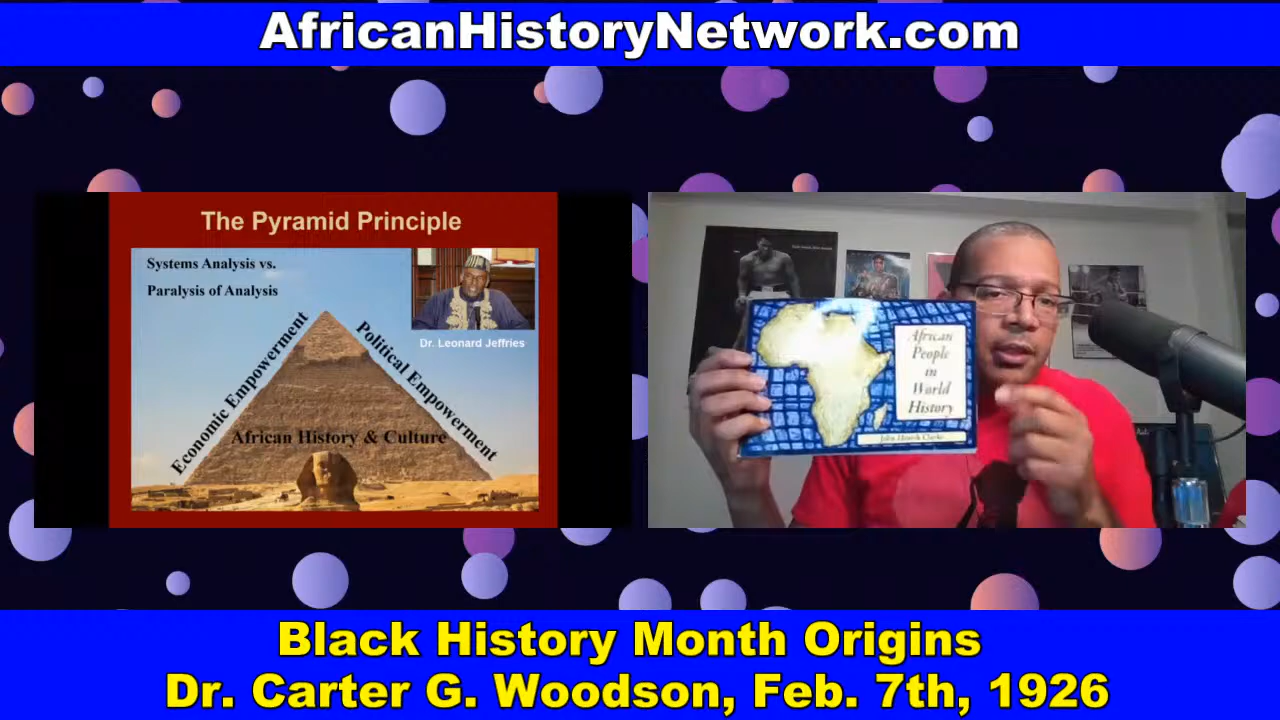 AfricanHistoryNetwork.com
The Pyramid Principle
Systems Analysis vs.
Paralysis of Analysis
Dr. Leonard Jeffries
Economic Empowerment
Political Empowerment
African History & Culture
African
People
in
World
History
John Henrik Clarke
Black History Month Origins
Dr. Carter G. Woodson, Feb. 7th, 1926